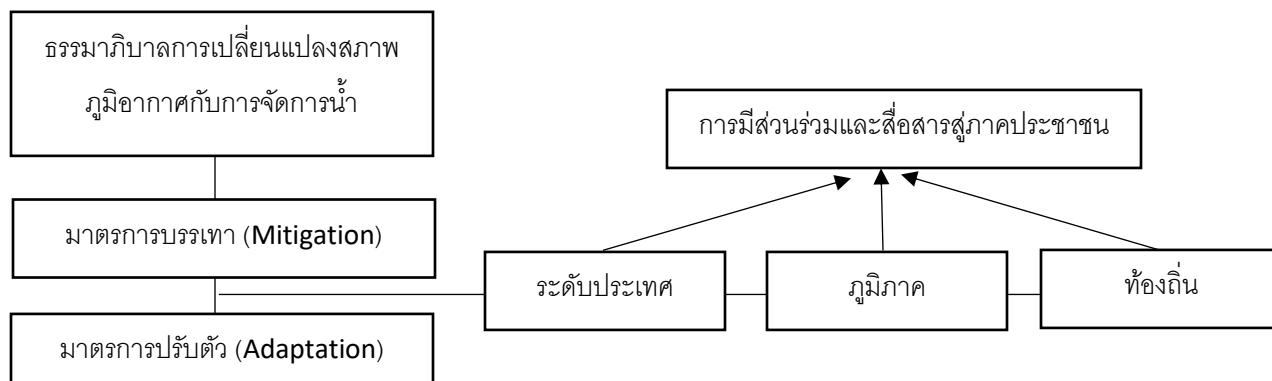 ธรรมาภิบาลการเปลี่ยนแปลงสภาพ
ภูมิอากาศกับการจัดการน้ำ
การมีส่วนร่วมและสื่อสารสู่ภาคประชาชน
มาตรการบรรเทา (Mitigation)
ระดับประเทศ
ภูมิภาค
ท้องถิ่น
มาตรการปรับตัว (Adaptation)